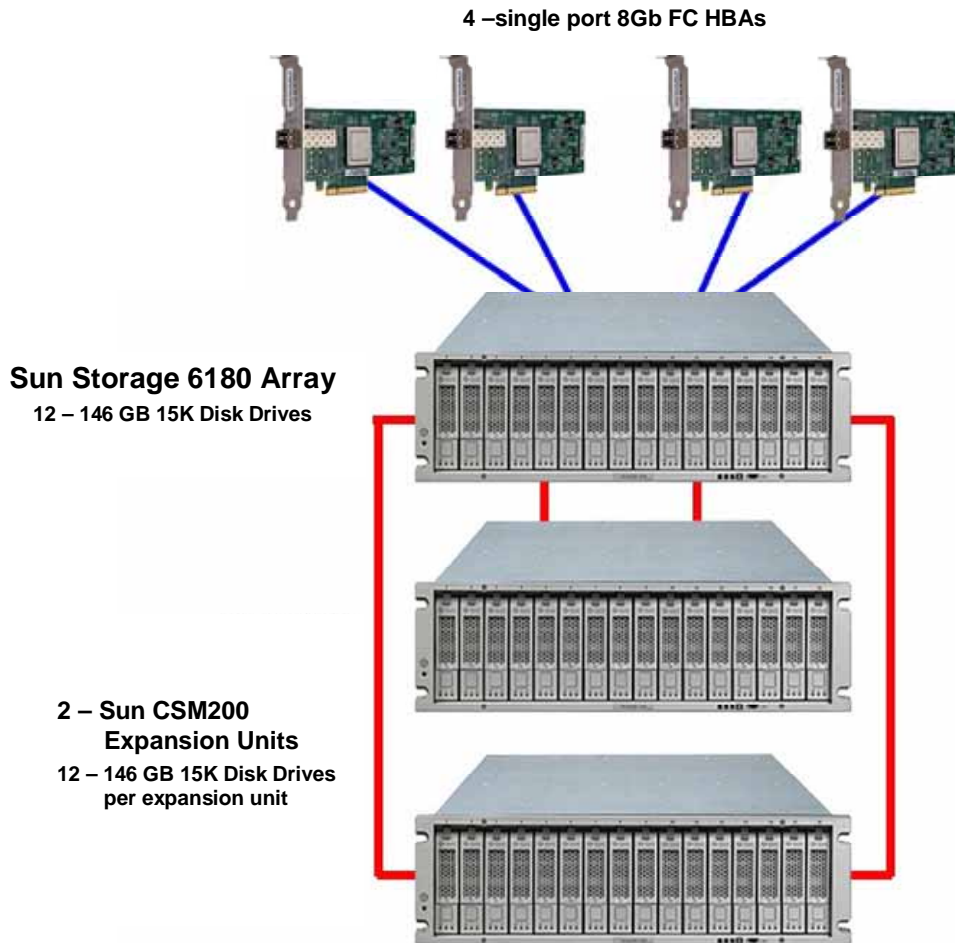 4 –single port 8Gb FC HBAs
Sun Storage 6180 Array
12 – 146 GB 15K Disk Drives
2 – Sun CSM200
Expansion Units
12 – 146 GB 15K Disk Drives
per expansion unit